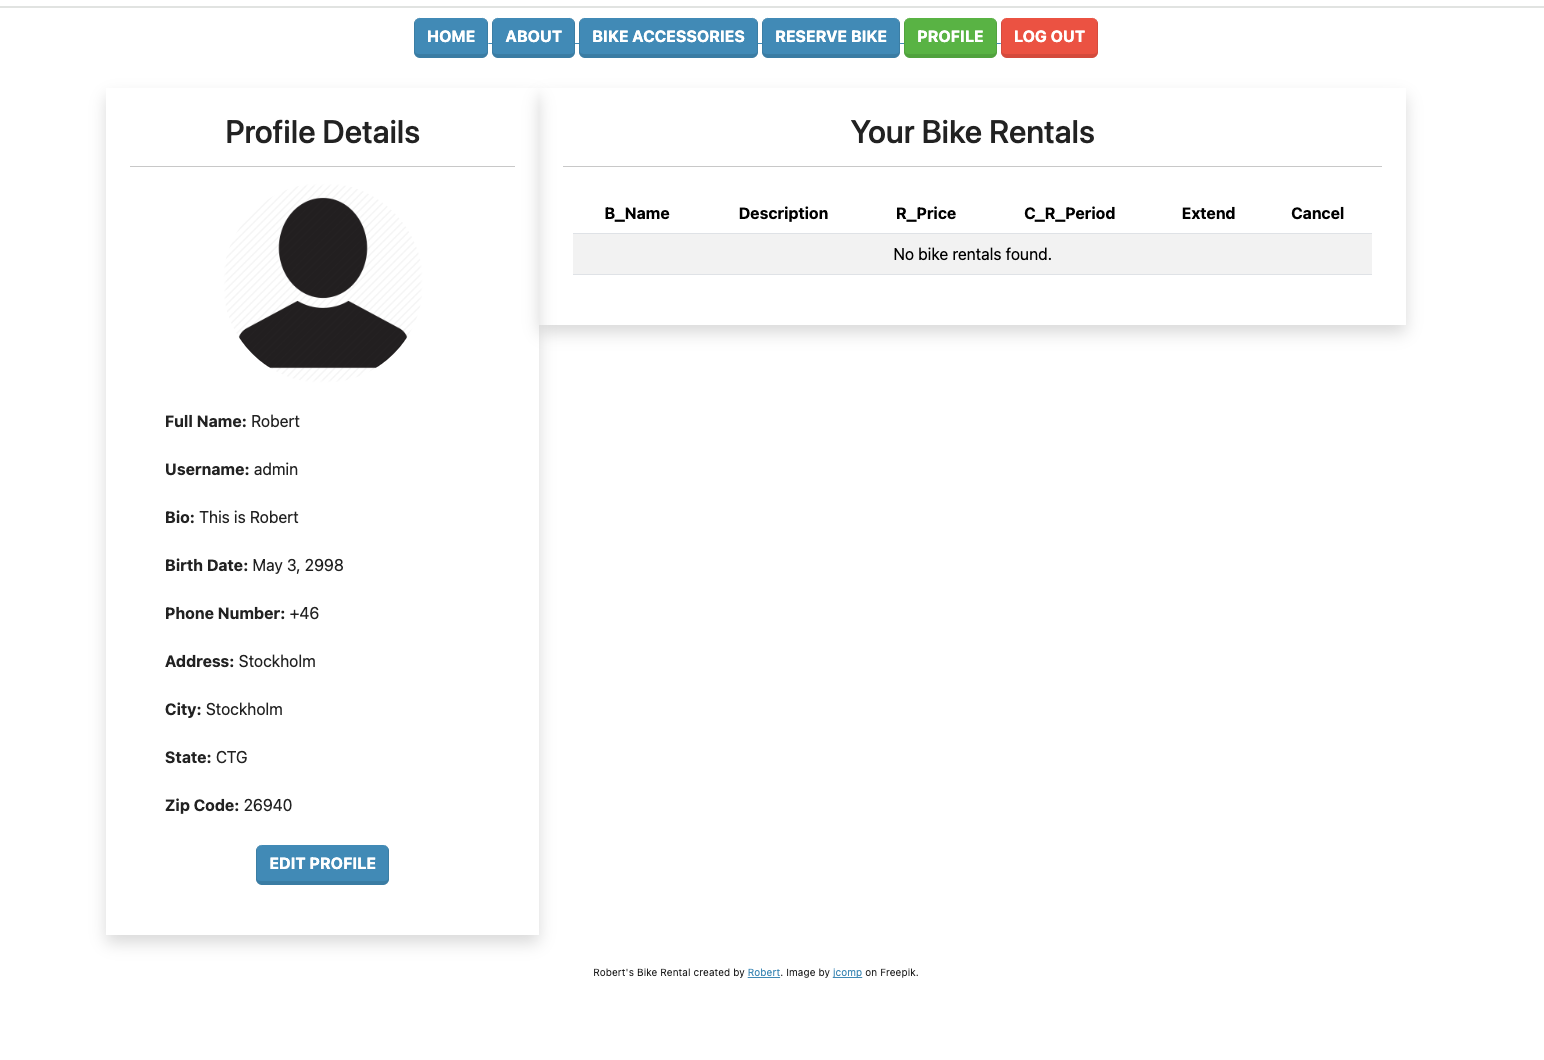 HOME ABOUT BIKE ACCESSORIES RESERVE BIKE PROFILE LOG OUT
Profile Details
Full Name: Robert
Username: admin
Bio: This is Robert
Birth Date: May 3, 2998
Phone Number: +46
Address: Stockholm
City: Stockholm
State: CTG
Zip Code: 26940
EDIT PROFILE
Your Bike Rentals
B_Name Description R_Price C_R_Period Extend Cancel
No bike rentals found.
Robert's Bike Rental created by Robert. Image by jcomp on Freepik.